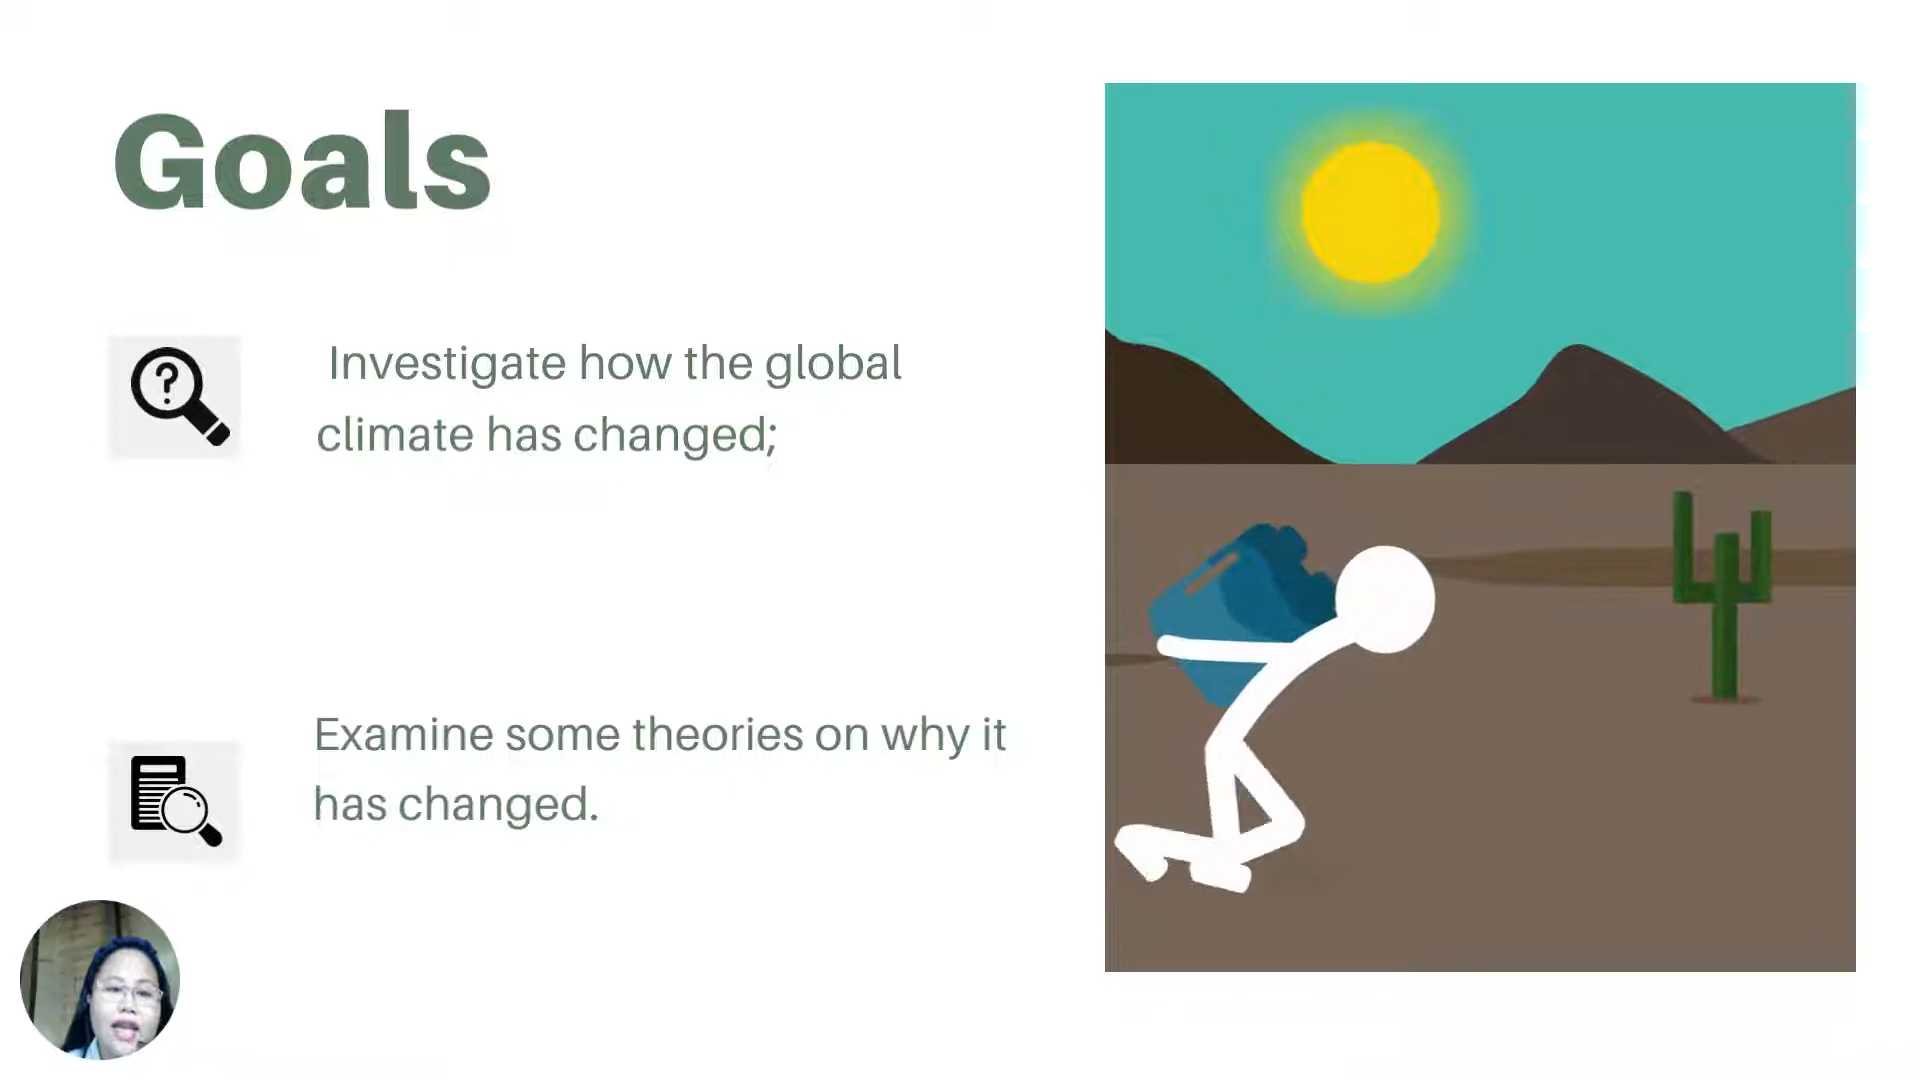 Goals
Investigate how the global
climate has changed;
Examine some theories on why it
has changed.